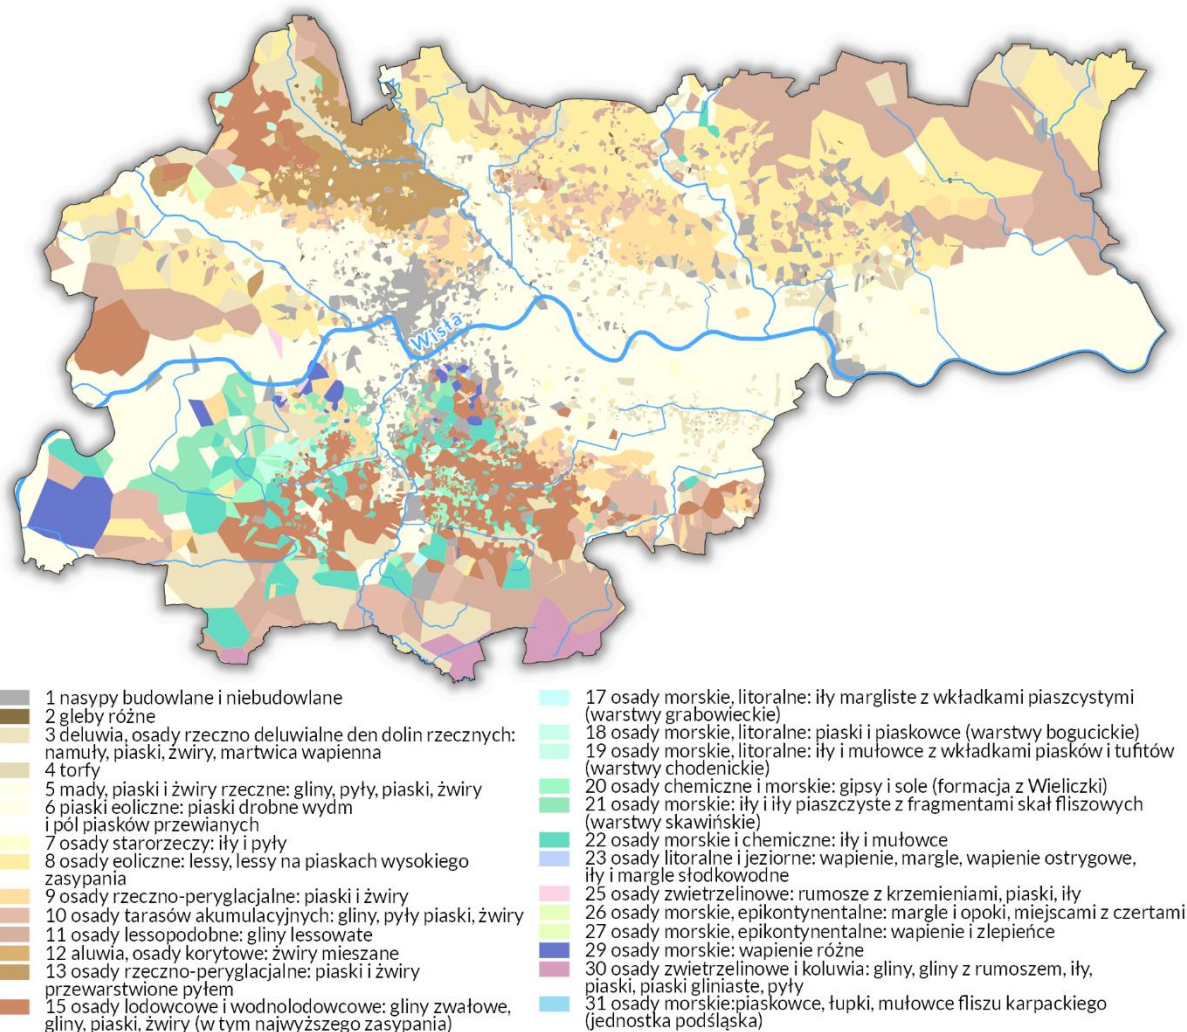 Wisła
1 nasypy budowlane i niebudowlane
2 gleby różne
3 deluwia, osady rzeczno deluwialne den dolin rzecznych:
namuły, piaski, żwiry, martwica wapienna
4 torfy
5 mady, piaski i żwiry rzeczne: gliny, pyły, piaski, żwiry
6 piaski eoliczne: piaski drobne wydm
i pól piasków przewianych
7 osady starorzeczy: iły i pyły
8 osady eoliczne: lessy, lessy na piaskach wysokiego
zasypania
9 osady rzeczno-peryglacjalne: piaski i żwiry
10 osady tarasów akumulacyjnych: gliny, pyły piaski, żwiry
11 osady lessopodobne: gliny lessowate
12 aluwia, osady korytowe: żwiry mieszane
13 osady rzeczno-peryglacjalne: piaski i żwiry
przewarstwione pyłem
15 osady lodowcowe i wodnolodowcowe: gliny zwałowe,
gliny, piaski, żwiry (w tym najwyższego zasypania)
17 osady morskie, litoralne: iły margliste z wkładkami piaszcystymi
(warstwy grabowieckie)
18 osady morskie, litoralne: piaski i piaskowce (warstwy bogucickie)
19 osady morskie, litoralne: iły i mułowce z wkładkami piasków i tufitów
(warstwy chodenickie)
20 osady chemiczne i morskie: gipsy i sole (formacja z Wieliczki)
21 osady morskie: iły i iły piaszczyste z fragmentami skał fliszowych
(warstwy skawińskie)
22 osady morskie i chemiczne: iły i mułowce
23 osady litoralne i jeziorne: wapienie, margle, wapienie ostrygowe,
iły i margle słodkowodne
25 osady zwietrzelinowe: rumosze z krzemieniami, piaski, iły
26 osady morskie, epikontynentalne: margle i opoki, miejscami z czertami
27 osady morskie, epikontynentalne: wapienie i zlepieńce
29 osady morskie: wapienie różne
30 osady zwietrzelinowe i koluwia: gliny, gliny z rumoszem, iły,
piaski, piaski gliniaste, pyły
31 osady morskie:piaskowce, łupki, mułowce fliszu karpackiego
(jednostka podśląska)